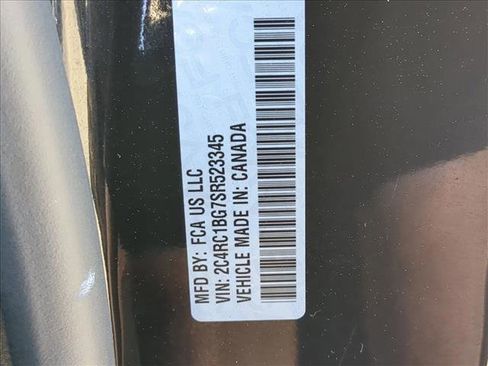 MFD BY: FCA US LLC
VIN: 2C4RC1BG7SR523345
VEHICLE MADE IN: CANADA